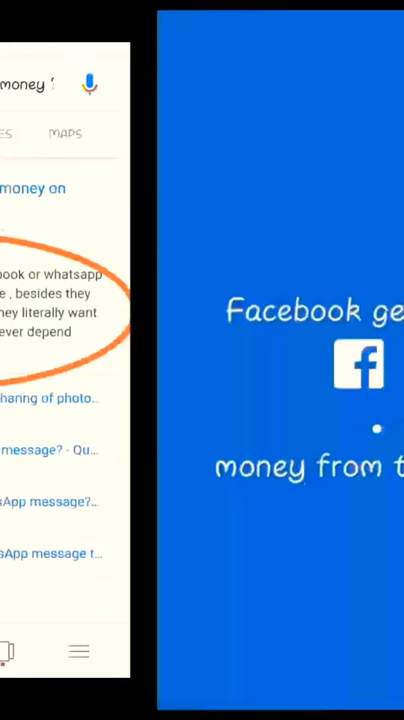 money ?
ES
MAPS
money on
book or whatsapp
e , besides they
hey literally want
ever depend
haring of photo...
message? - Qu...
sApp message?...
sApp message t...
Facebook ge
f
money from t